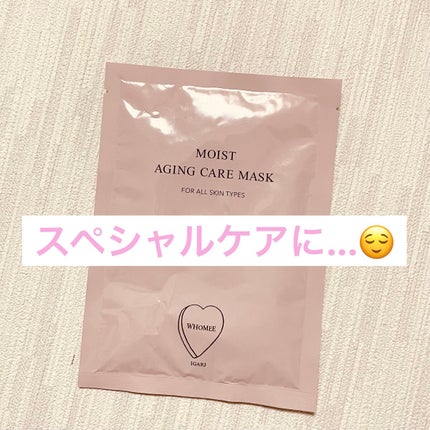 MOIST
AGING CARE MASK
FOR ALL SKIN TYPES
スペシャルケアに...😌
WHOMEE
IGARI